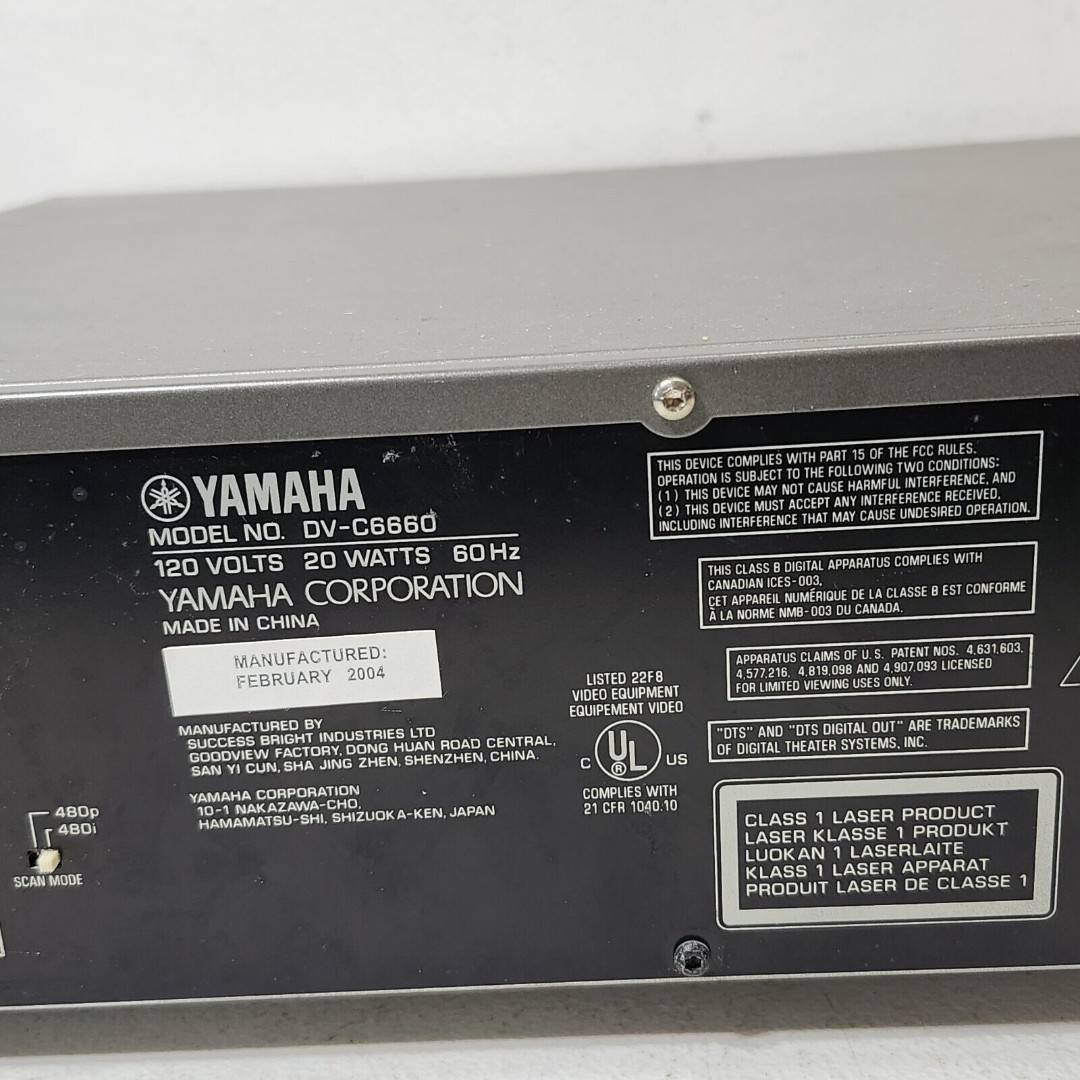 YAMAHA
MODEL NO. DV-C6660
120 VOLTS 20 WATTS 60Hz
YAMAHA CORPORATION
MADE IN CHINA
MANUFACTURED:
FEBRUARY 2004
MANUFACTURED BY
SUCCESS BRIGHT INDUSTRIES LTD
GOODVIEW FACTORY, DONG HUAN ROAD CENTRAL,
SAN YI CUN, SHA JING ZHEN, SHENZHEN, CHINA.
YAMAHA CORPORATION
10-1 NAKAZAWA-CHO,
HAMAMATSU-SHI, SHIZUOKA-KEN, JAPAN
480p
480i
SCAN MODE
LISTED 22F8
VIDEO EQUIPMENT
EQUIPEMENT VIDEO
C UL ® US
COMPLIES WITH
21 CFR 1040.10
THIS DEVICE COMPLIES WITH PART 15 OF THE FCC RULES.
OPERATION IS SUBJECT TO THE FOLLOWING TWO CONDITIONS:
(1) THIS DEVICE MAY NOT CAUSE HARMFUL INTERFERENCE, AND
(2) THIS DEVICE MUST ACCEPT ANY INTERFERENCE RECEIVED,
INCLUDING INTERFERENCE THAT MAY CAUSE UNDESIRED OPERATION.
THIS CLASS B DIGITAL APPARATUS COMPLIES WITH
CANADIAN ICES-003.
CET APPAREIL NUMÉRIQUE DE LA CLASSE B EST CONFORME
À LA NORME NMB-003 DU CANADA.
APPARATUS CLAIMS OF U.S. PATENT NOS. 4,631,603,
4,577,216, 4,819,098 AND 4,907,093 LICENSED
FOR LIMITED VIEWING USES ONLY.
"DTS" AND "DTS DIGITAL OUT" ARE TRADEMARKS
OF DIGITAL THEATER SYSTEMS, INC.
CLASS 1 LASER PRODUCT
LASER KLASSE 1 PRODUKT
LUOKAN 1 LASERLAITE
KLASS 1 LASER APPARAT
PRODUIT LASER DE CLASSE 1